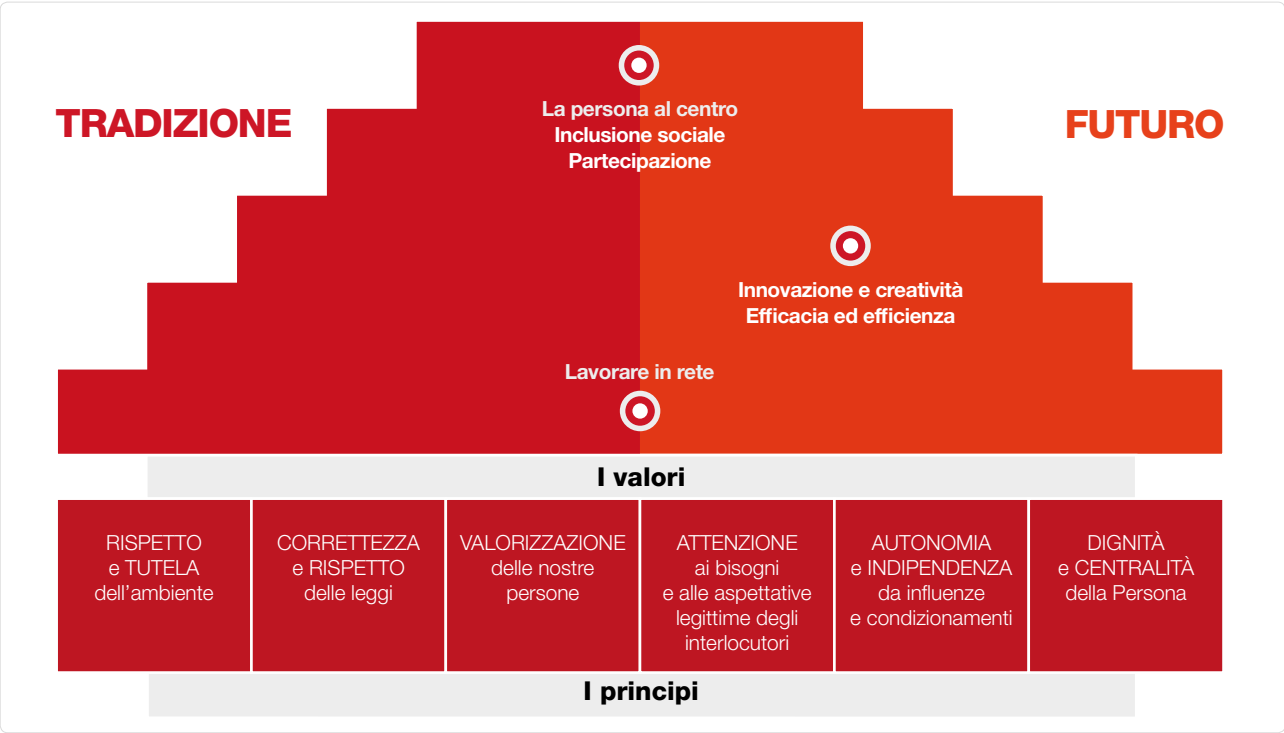 TRADIZIONE
FUTURO
La persona al centro
Inclusione sociale
Partecipazione
Innovazione e creatività
Efficacia ed efficienza
Lavorare in rete
I valori
RISPETTO
e TUTELA
dell'ambiente
CORRETTEZZA
e RISPETTO
delle leggi
VALORIZZAZIONE
delle nostre
persone
ATTENZIONE
ai bisogni
e alle aspettative
legittime degli
interlocutori
AUTONOMIA
e INDIPENDENZA
da influenze
e condizionamenti
DIGNITÀ
e CENTRALITÀ
della Persona
I principi